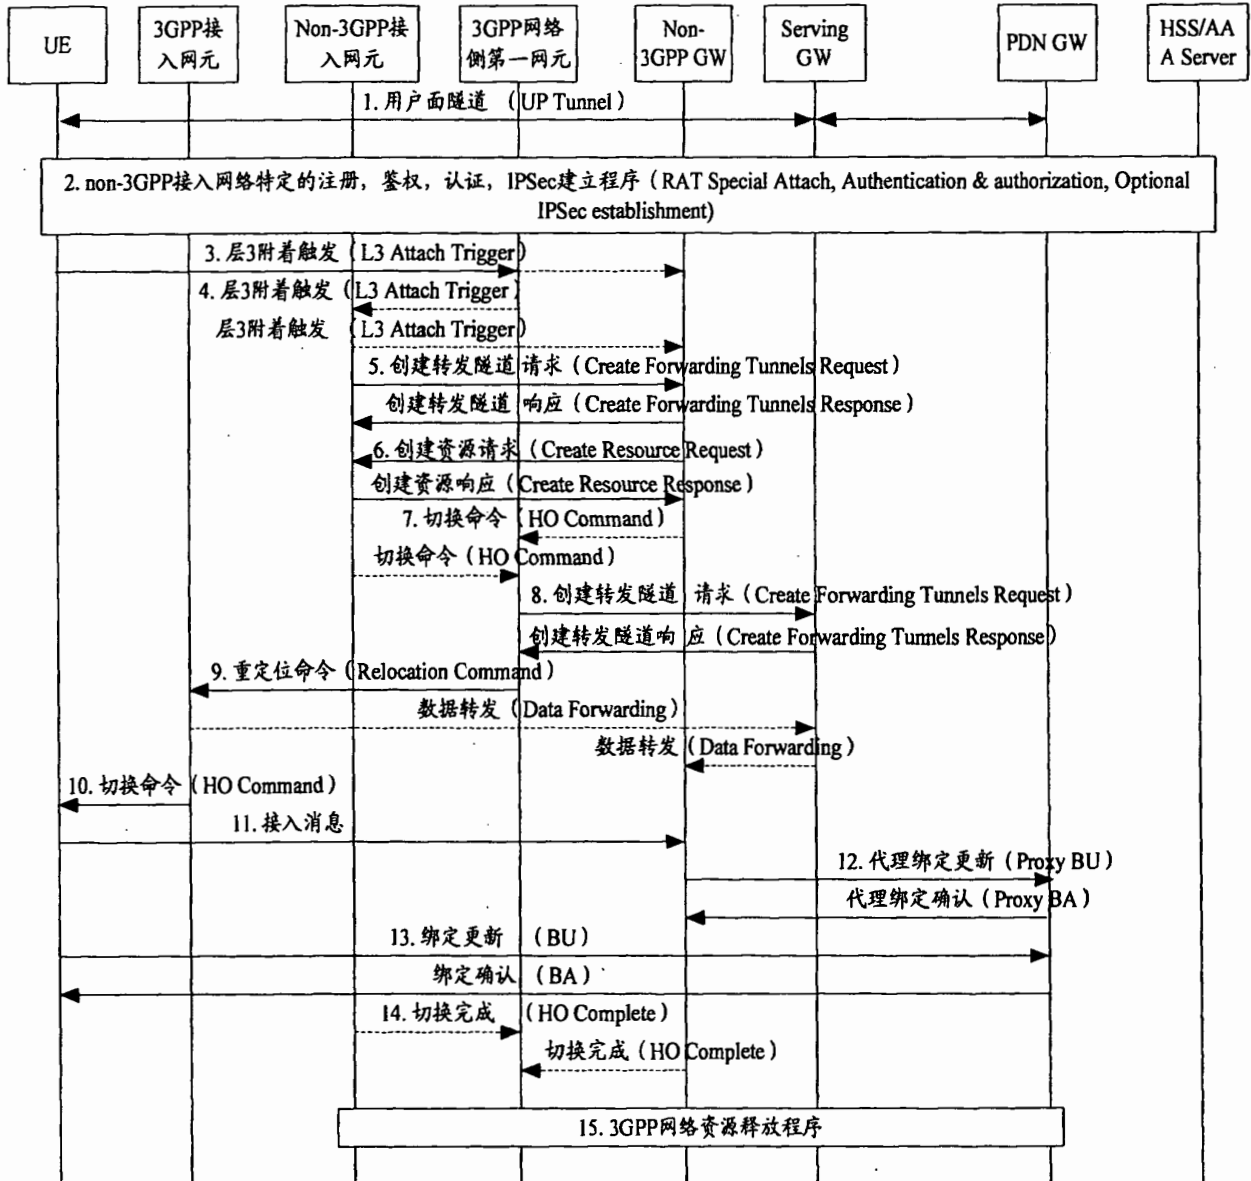 UE
3GPP接
入网元
Non-3GPP接
入网元
3GPP网络
侧第一网元
Non-
3GPP GW
Serving
GW
PDN GW
HSS/AA
A Server
1. 用户面隧道 （UP Tunnel）
2. non-3GPP接入网络特定的注册，鉴权，认证，IPSec建立程序（RAT Special Attach, Authentication & authorization, Optional
IPSec establishment)
3. 层3附着触发（L3 Attach Trigger）
4. 层3附着触发（L3 Attach Trigger）
层3附着触发 （L3 Attach Trigger）
5. 创建转发隧道 请求（Create Forwarding Tunnels Request）
创建转发隧道 响应（Create Forwarding Tunnels Response）
6. 创建资源请求（Create Resource Request）
创建资源响应（Create Resource Response）
7. 切换命令（HO Command）
切换命令（HO Command）
8. 创建转发隧道 请求（Create Forwarding Tunnels Request）
创建转发隧道响 应（Create Forwarding Tunnels Response）
9. 重定位命令（Relocation Command）
数据转发（Data Forwarding）
数据转发（Data Forwarding）
10. 切换命令（HO Command）
11. 接入消息
12. 代理绑定更新（Proxy BU）
代理绑定确认（Proxy BA）
13. 绑定更新 （BU）
绑定确认 （BA）
14. 切换完成 （HO Complete）
切换完成（HO Complete）
15. 3GPP网络资源释放程序